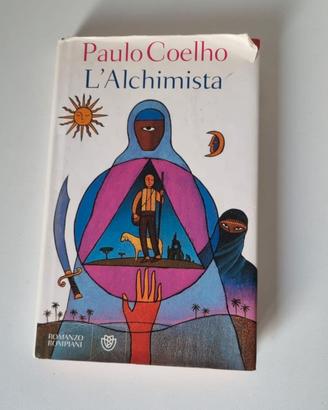 Paulo Coelho
L'Alchimista
ROMANZO
BOMPIANI